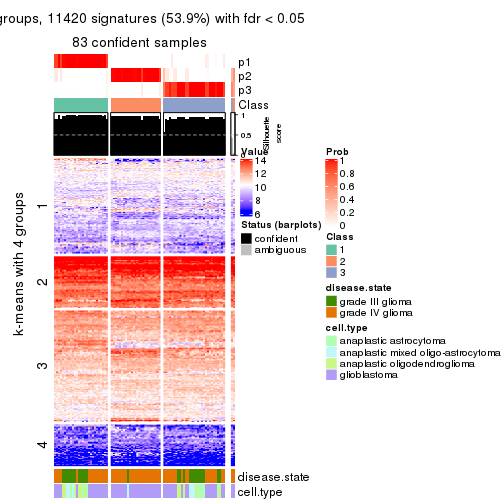 groups, 11420 signatures (53.9%) with fdr < 0.05
83 confident samples
p1
p2
p3
Class
1
0.5
0
Silhouette
score
k-means with 4 groups
1
2
3
4
disease.state
cell.type
Value
14
12
10
8
6
Status (barplots)
confident
ambiguous
Prob
1
0.8
0.6
0.4
0.2
0
Class
1
2
3
disease.state
grade III glioma
grade IV glioma
cell.type
anaplastic astrocytoma
anaplastic mixed oligo-astrocytoma
anaplastic oligodendroglioma
glioblastoma